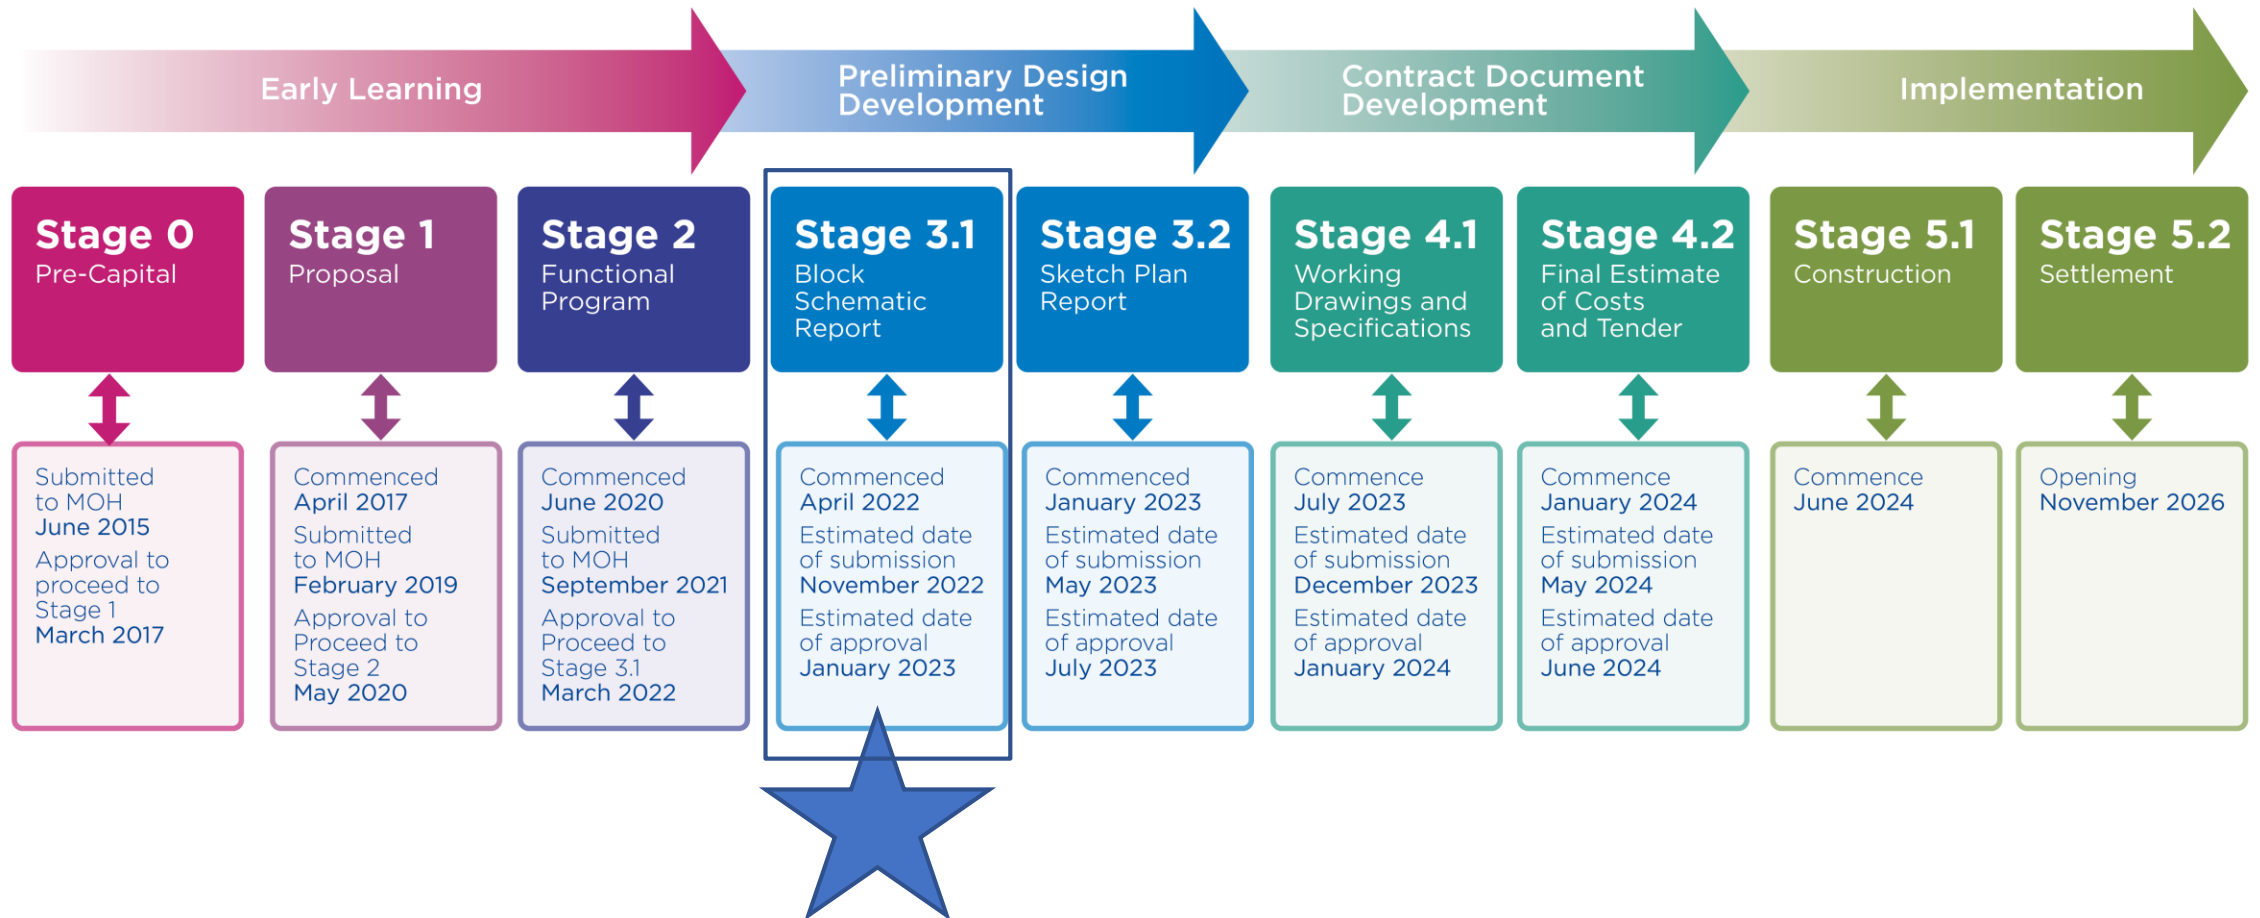 Early Learning
Preliminary Design
Development
Contract Document
Development
Implementation
Stage 0
Pre-Capital
Stage 1
Proposal
Stage 2
Functional
Program
Stage 3.1
Block
Schematic
Report
Stage 3.2
Sketch Plan
Report
Stage 4.1
Working
Drawings and
Specifications
Stage 4.2
Final Estimate
of Costs
and Tender
Stage 5.1
Construction
Stage 5.2
Settlement
Submitted
to MOH
June 2015
Approval to
proceed to
Stage 1
March 2017
Commenced
April 2017
Submitted
to MOH
February 2019
Approval to
Proceed to
Stage 2
May 2020
Commenced
June 2020
Submitted
to MOH
September 2021
Approval to
Proceed to
Stage 3.1
March 2022
Commenced
April 2022
Estimated date
of submission
November 2022
Estimated date
of approval
January 2023
Commenced
January 2023
Estimated date
of submission
May 2023
Estimated date
of approval
July 2023
Commence
July 2023
Estimated date
of submission
December 2023
Estimated date
of approval
January 2024
Commence
January 2024
Estimated date
of submission
May 2024
Estimated date
of approval
June 2024
Commence
June 2024
Opening
November 2026